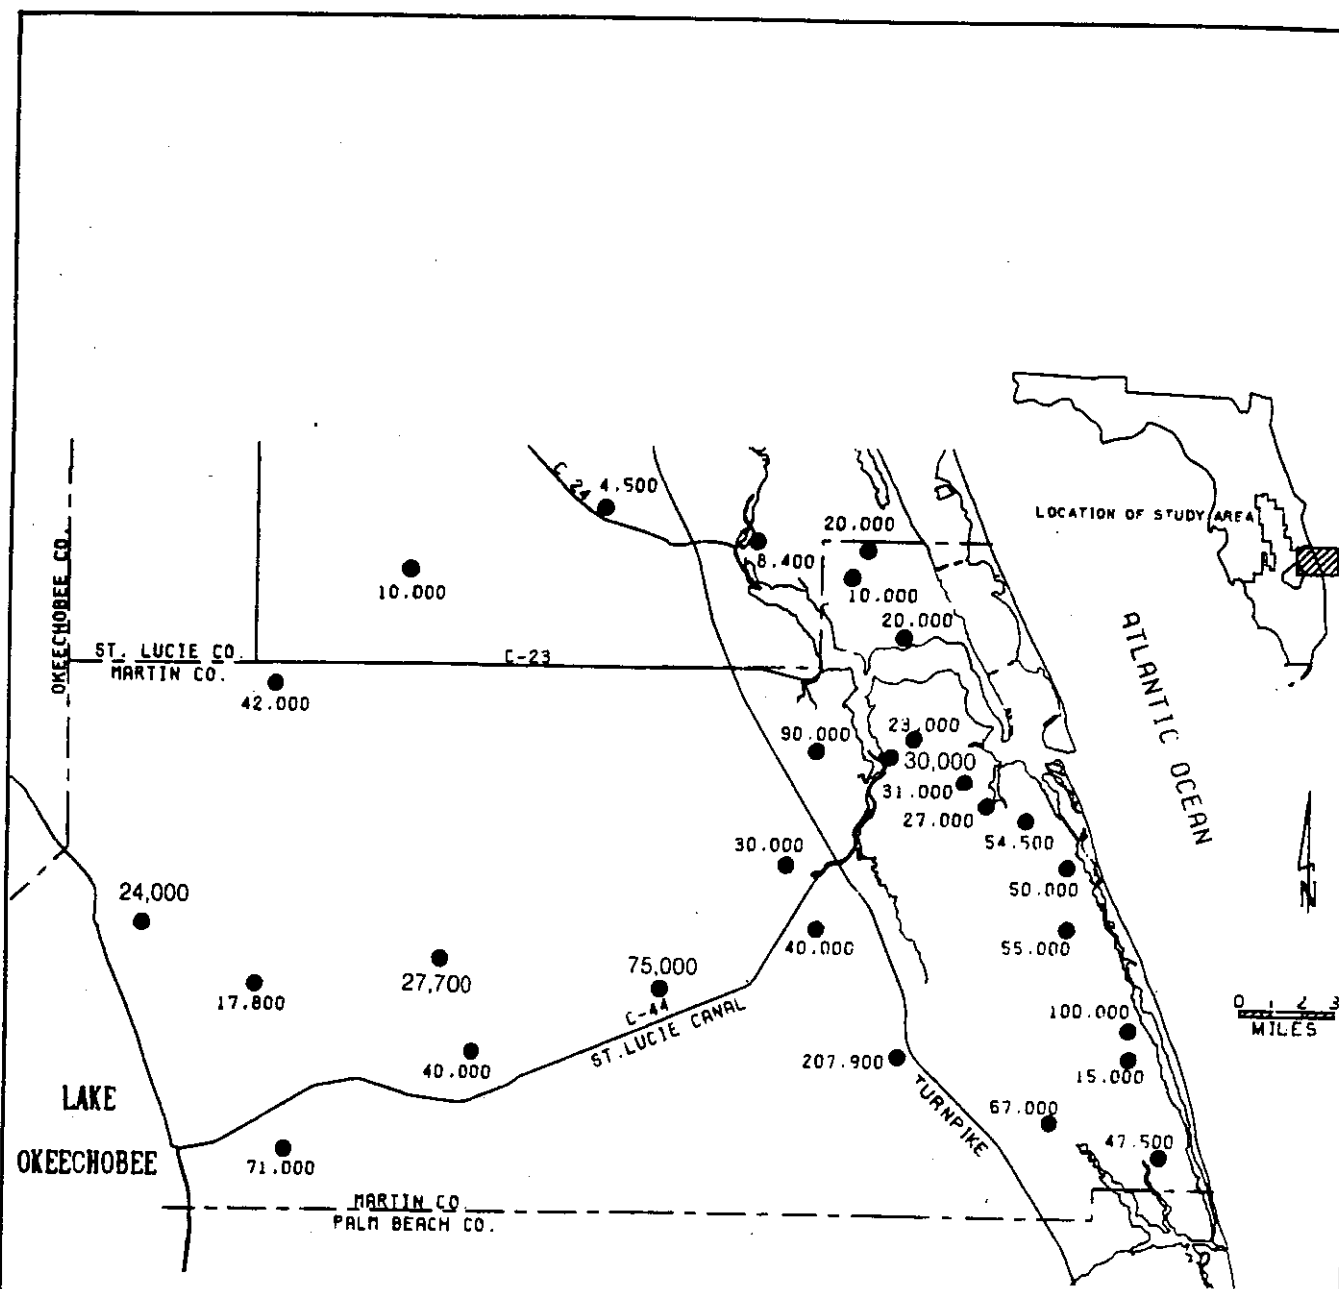 C 24
4.500
LOCATION OF STUDY AREA
20.000
8.400
10.000
10.000
OKEECHOBEE CO.
20.000
ATLANTIC OCEAN
ST. LUCIE CO.
MARTIN CO.
C-23
42.000
90.000
23,000
30,000
31.000
27.000
54.500
30.000
50.000
24,000
N
40.000
55.000
27,700
75,000
17.800
C-44
ST. LUCIE CANAL
100.000
0 1 2 3
MILES
40.000
207.900
15.000
TURNPIKE
LAKE
OKEECHOBEE
67.000
47.500
71.000
MARTIN CO.
PALM BEACH CO.